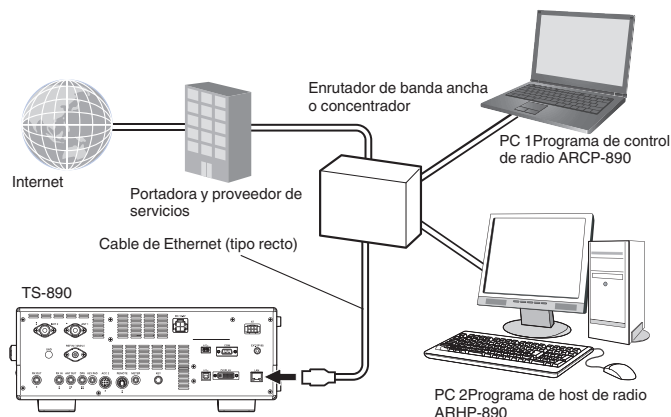 Enrutador de banda ancha
o concentrador
PC 1Programa de control
de radio ARCP-890
Internet
Portadora y proveedor de
servicios
Cable de Ethernet (tipo recto)
TS-890
PC 2Programa de host de radio
ARHP-890